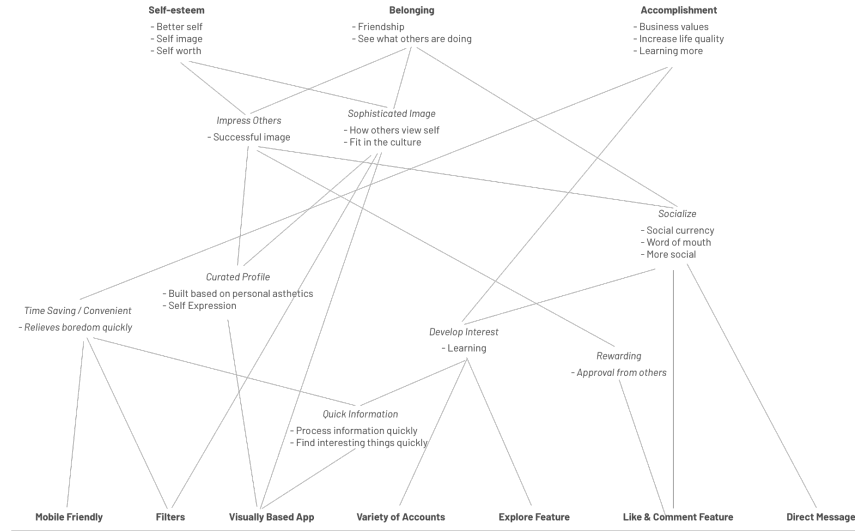 Self-esteem
- Better self
- Self image
- Self worth
Belonging
- Friendship
- See what others are doing
Accomplishment
- Business values
- Increase life quality
- Learning more
Impress Others
- Successful image
Sophisticated Image
- How others view self
- Fit in the culture
Socialize
- Social currency
- Word of mouth
- More social
Curated Profile
- Built based on personal asthetics
- Self Expression
Time Saving / Convenient
- Relieves boredom quickly
Develop Interest
- Learning
Rewarding
- Approval from others
Quick Information
- Process information quickly
- Find interesting things quickly
Mobile Friendly
Filters
Visually Based App
Variety of Accounts
Explore Feature
Like & Comment Feature
Direct Message